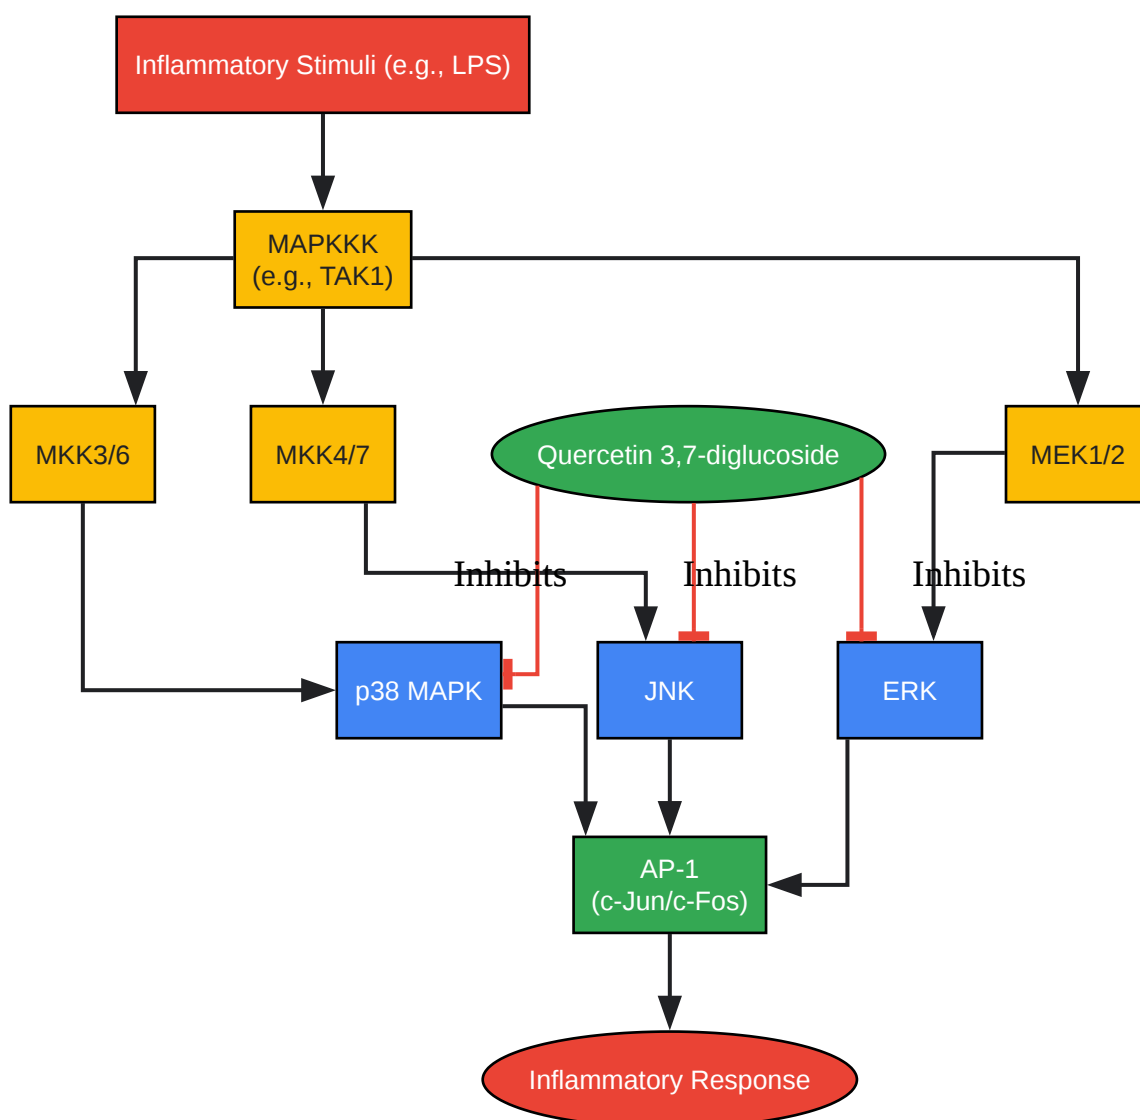 Inflammatory Stimuli (e.g., LPS)
MAPKKK
(e.g., TAK1)
MKK3/6
MKK4/7
Quercetin 3,7-diglucoside
MEK1/2
Inhibits
Inhibits
Inhibits
p38 MAPK
JNK
ERK
AP-1
(c-Jun/c-Fos)
Inflammatory Response